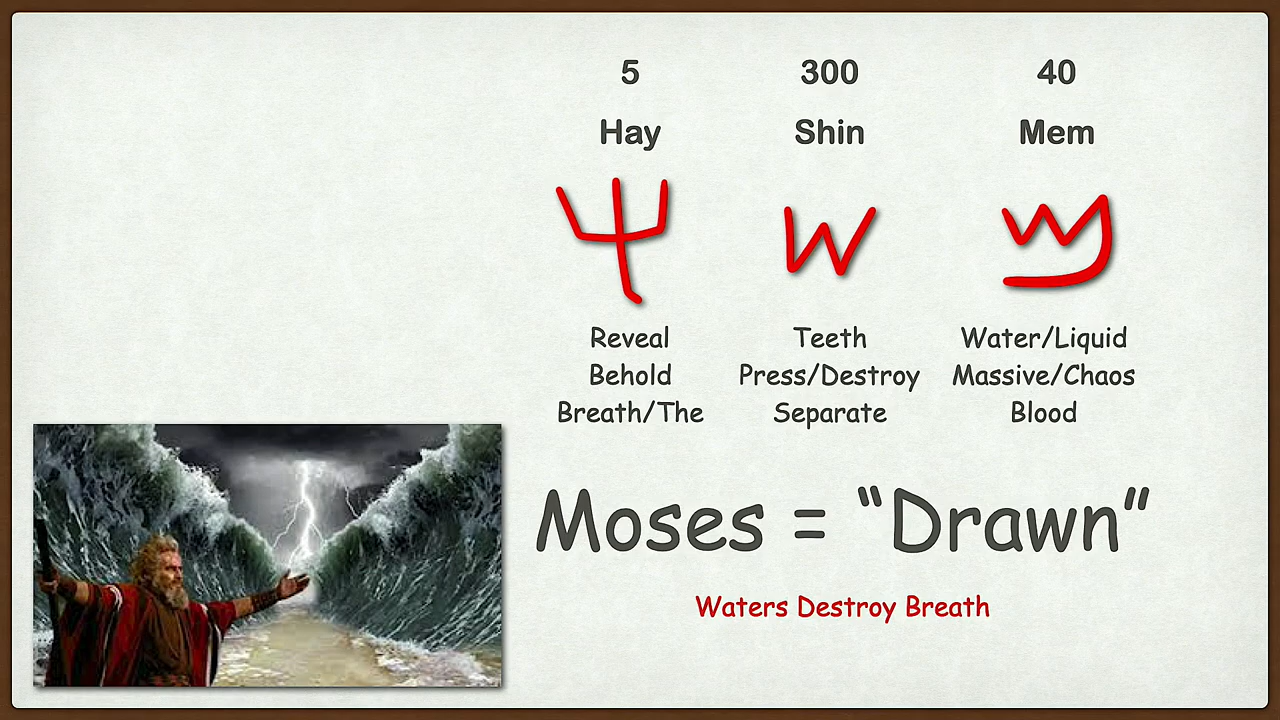 5 300 40
Hay Shin Mem
Reveal Teeth Water/Liquid
Behold Press/Destroy Massive/Chaos
Breath/The Separate Blood
Moses = “Drawn”
Waters Destroy Breath